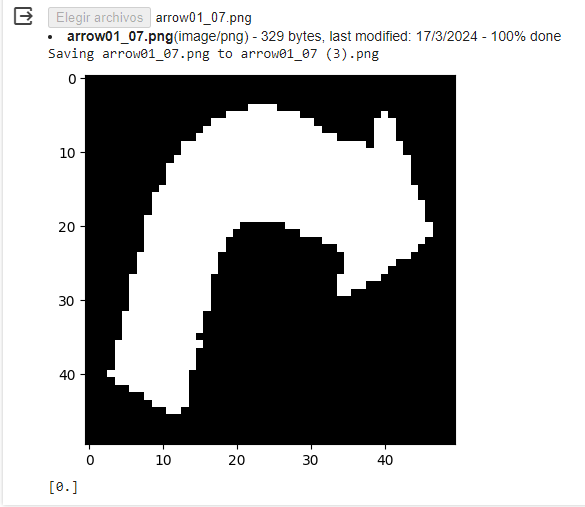 Elegir archivos arrow01_07.png
• arrow01_07.png(image/png) - 329 bytes, last modified: 17/3/2024 - 100% done
Saving arrow01_07.png to arrow01_07 (3).png
0
10
20
30
40
0 10 20 30 40
[0.]